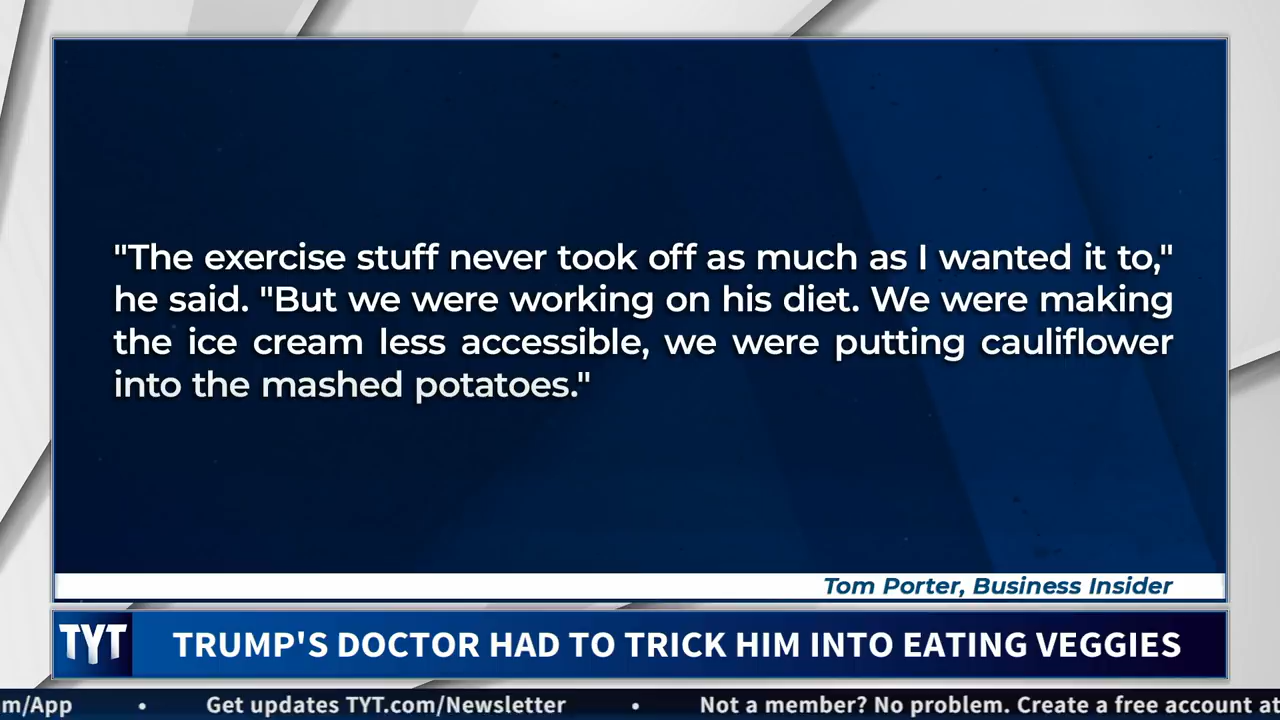 "The exercise stuff never took off as much as I wanted it to,"
he said. "But we were working on his diet. We were making
the ice cream less accessible, we were putting cauliflower
into the mashed potatoes."
Tom Porter, Business Insider
TYT TRUMP'S DOCTOR HAD TO TRICK HIM INTO EATING VEGGIES
m/App • Get updates TYT.com/Newsletter • Not a member? No problem. Create a free account at